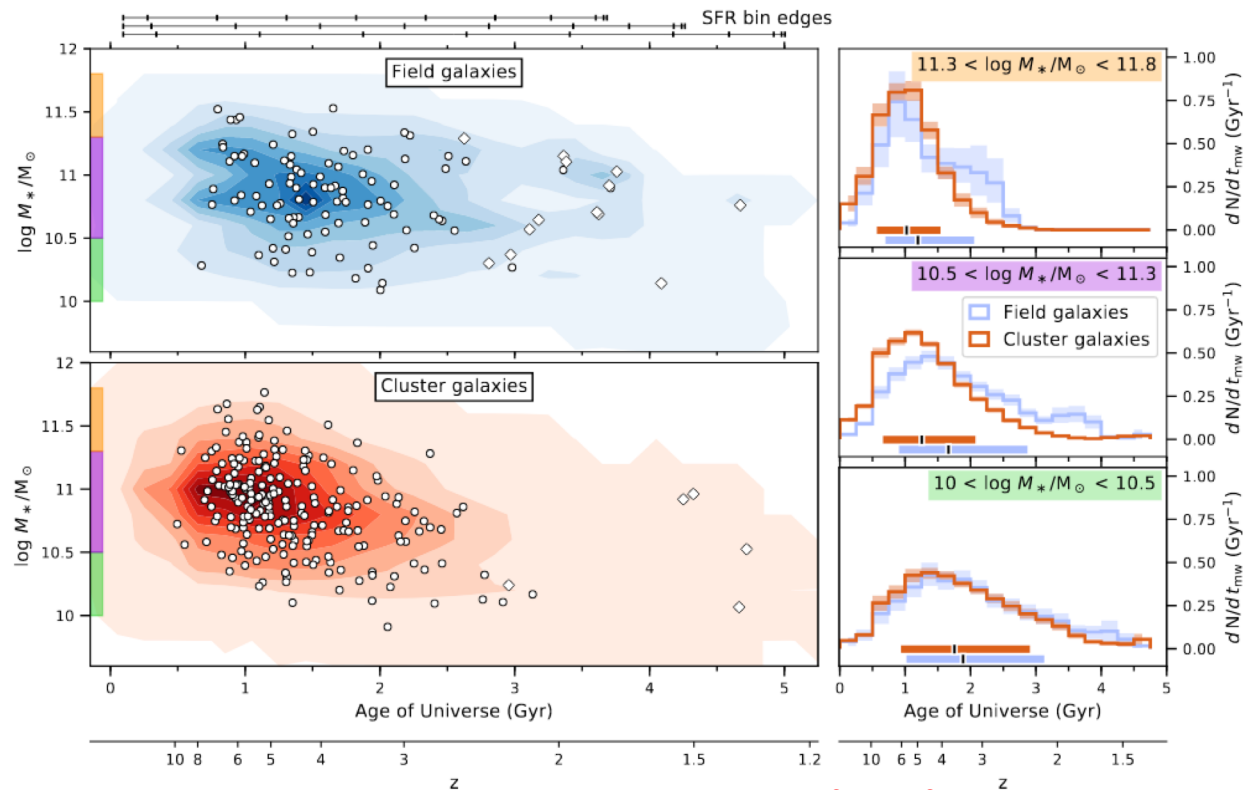 SFR bin edges
Field galaxies
12
11.5
11.0
10.5
10
log M*/M⊙
Cluster galaxies
12
11.5
11
10.5
10
log M*/M⊙
0 1 2 3 4 5
Age of Universe (Gyr)
10 8 6 5 4 3 2 1.5 1.2
z
11.3 < log M*/M⊙ < 11.8
1.00
0.75
0.50
0.25
0.00
dN/dt_mw (Gyr⁻¹)
10.5 < log M*/M⊙ < 11.3
Field galaxies
Cluster galaxies
1.00
0.75
0.50
0.25
0.00
dN/dt_mw (Gyr⁻¹)
10 < log M*/M⊙ < 10.5
1.00
0.75
0.50
0.25
0.00
dN/dt_mw (Gyr⁻¹)
0 1 2 3 4 5
Age of Universe (Gyr)
10 6 5 4 3 2 1.5
z